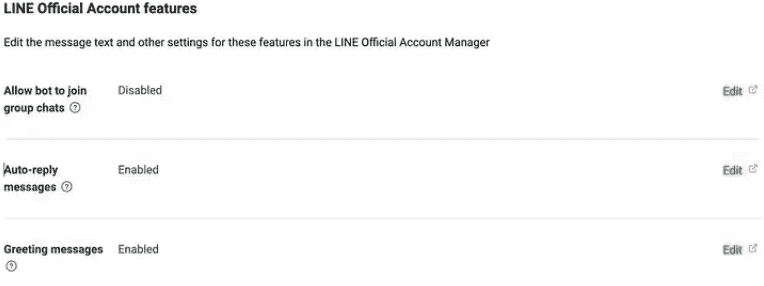 LINE Official Account features
Edit the message text and other settings for these features in the LINE Official Account Manager
Allow bot to join Disabled Edit
group chats
Auto-reply Enabled Edit
messages
Greeting messages Enabled Edit